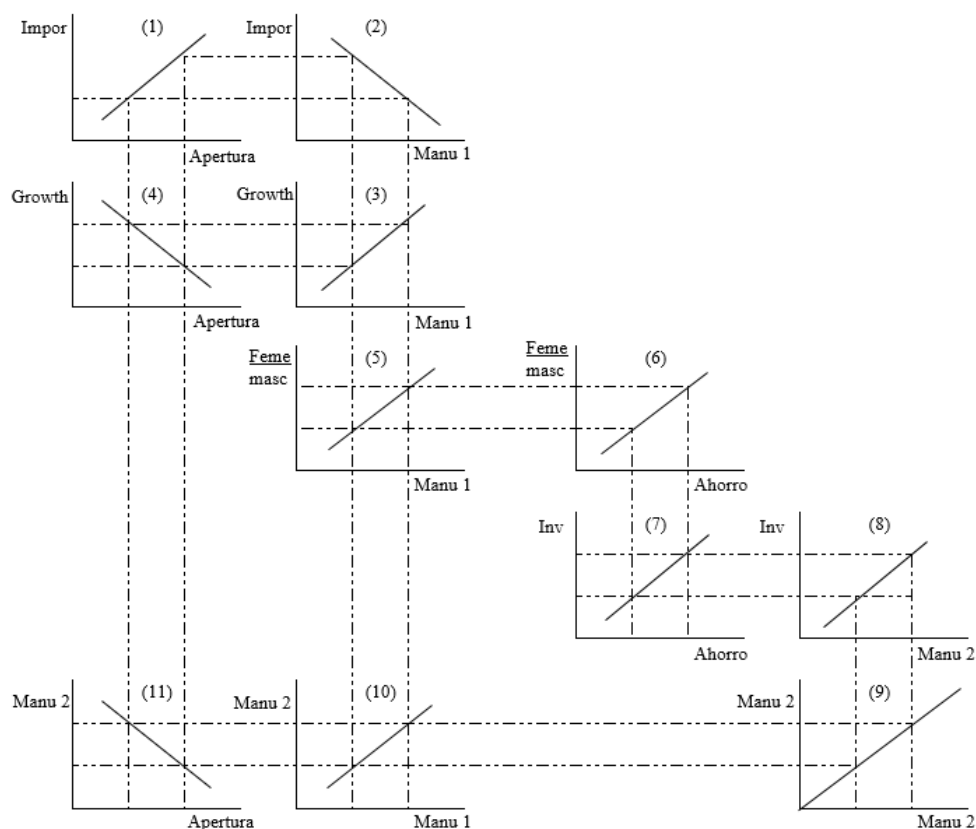 Impor (1) Impor (2)
Apertura Manu 1
Growth (4) Growth (3)
Apertura Manu 1
Feme (5) Feme (6)
masc masc
Manu 1 Ahorro
Inv (7) Inv (8)
Ahorro Manu 2
Manu 2 (11) Manu 2 (10) Manu 2 (9)
Apertura Manu 1 Manu 2